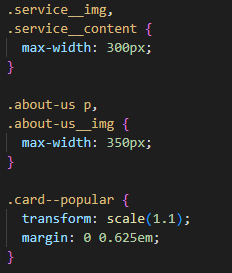 .service__img,
.service__content {
  max-width: 300px;
}

.about-us p,
.about-us__img {
  max-width: 350px;
}

.card--popular {
  transform: scale(1.1);
  margin: 0 0.625em;
}